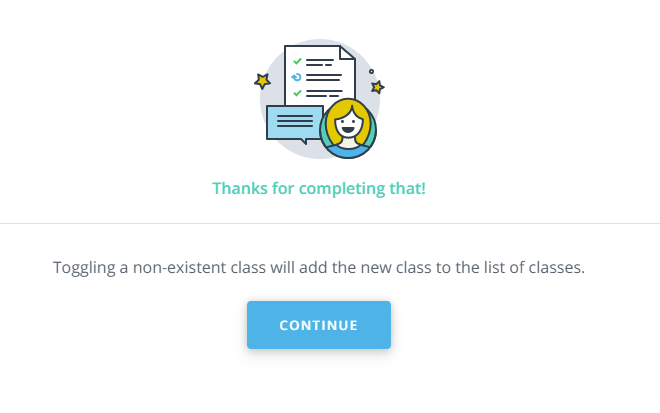 Thanks for completing that!
Toggling a non-existent class will add the new class to the list of classes.
CONTINUE